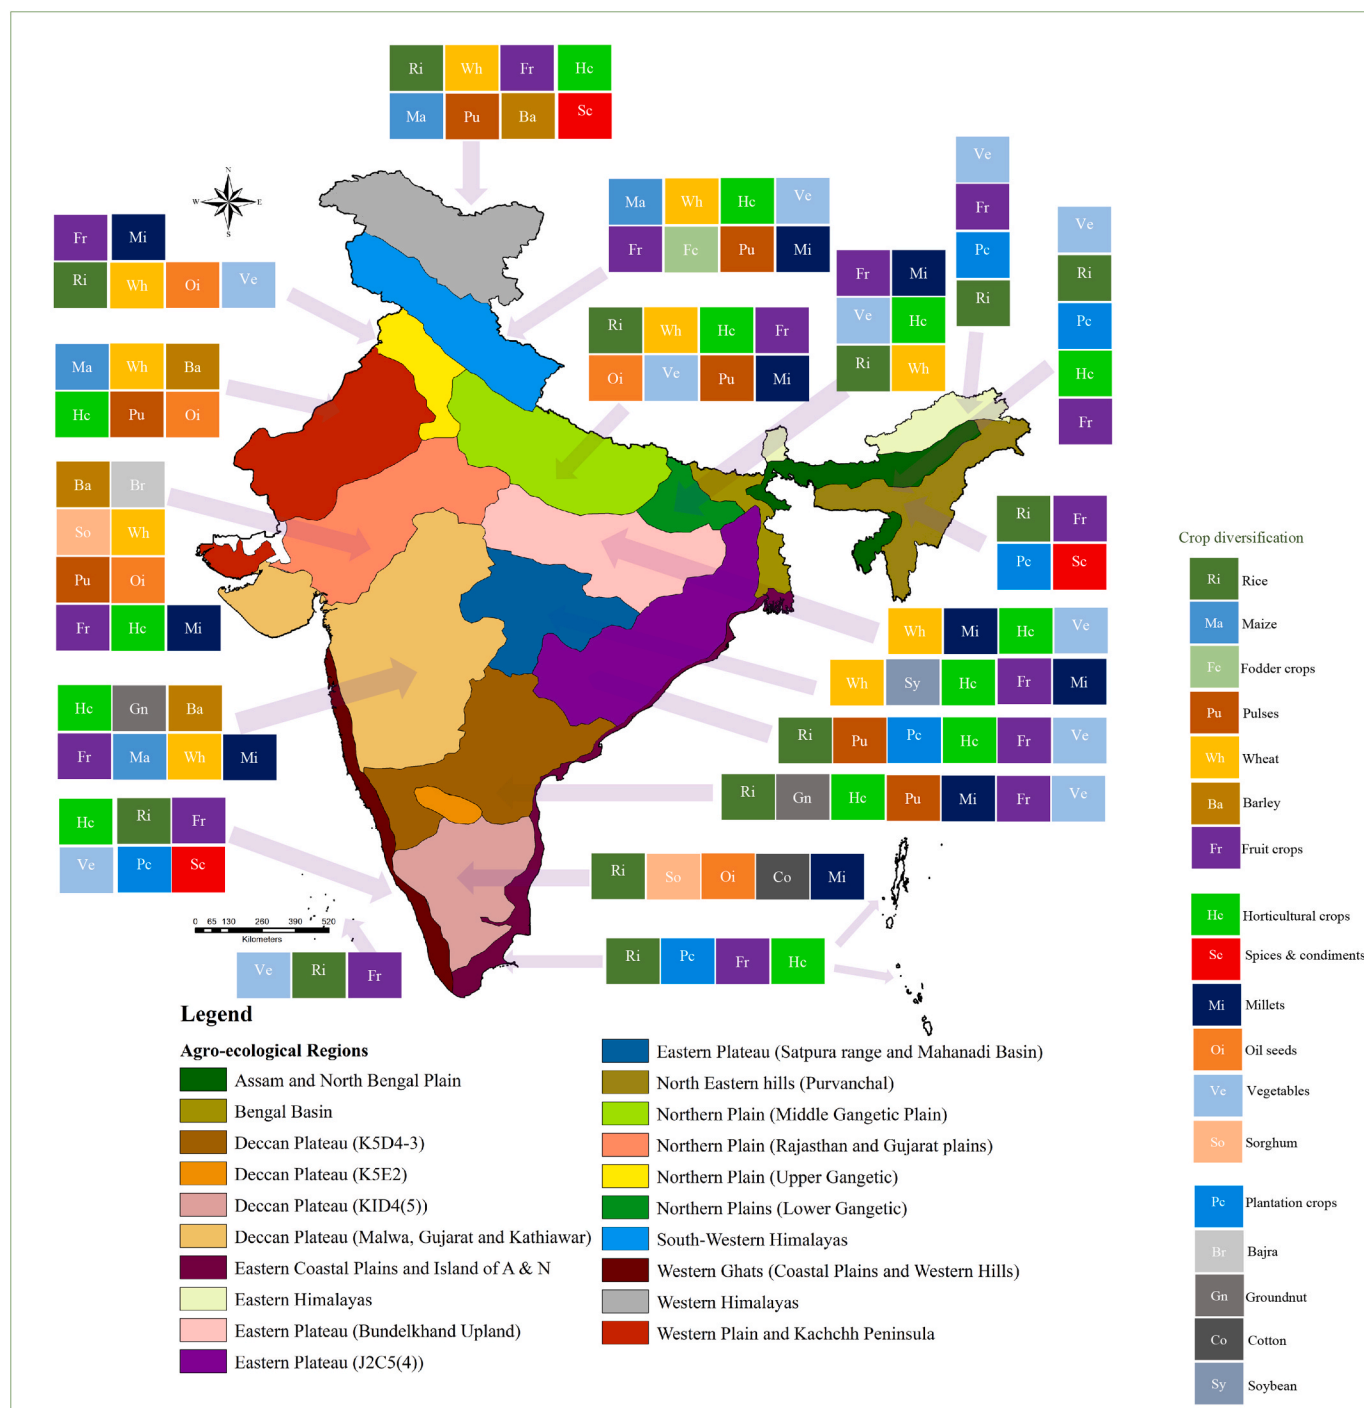 Ri Wh Fr Hc
Ma Pu Ba Sc
N
W E
S
Fr Mi
Ri Wh Oi Ve
Ma Wh Hc Ve
Fr Fc Pu Mi
Ve
Fr
Pc
Ri
Ve
Ri
Pc
Hc
Fr
Fr Mi
Ve Hc
Ri Wh
Ri Wh Hc Fr
Oi Ve Pu Mi
Ma Wh Ba
Hc Pu Oi
Ba Br
So Wh
Pu Oi
Fr Hc Mi
Ri Fr
Pc Sc
Wh Mi Hc Ve
Wh Sy Hc Fr Mi
Ri Pu Pc Hc Fr Ve
Ri Gn Hc Pu Mi Fr Ve
Hc Gn Ba
Fr Ma Wh Mi
Hc Ri Fr
Ve Pc Sc
Ri So Oi Co Mi
0 65 130 260 390 520
Kilometers
Ve Ri Fr
Ri Pc Fr Hc
Legend
Agro-ecological Regions
Assam and North Bengal Plain
Bengal Basin
Deccan Plateau (K5D4-3)
Deccan Plateau (K5E2)
Deccan Plateau (KID4(5))
Deccan Plateau (Malwa, Gujarat and Kathiawar)
Eastern Coastal Plains and Island of A & N
Eastern Himalayas
Eastern Plateau (Bundelkhand Upland)
Eastern Plateau (J2C5(4))
Eastern Plateau (Satpura range and Mahanadi Basin)
North Eastern hills (Purvanchal)
Northern Plain (Middle Gangetic Plain)
Northern Plain (Rajasthan and Gujarat plains)
Northern Plain (Upper Gangetic)
Northern Plains (Lower Gangetic)
South-Western Himalayas
Western Ghats (Coastal Plains and Western Hills)
Western Himalayas
Western Plain and Kachchh Peninsula
Crop diversification
Ri Rice
Ma Maize
Fc Fodder crops
Pu Pulses
Wh Wheat
Ba Barley
Fr Fruit crops
Hc Horticultural crops
Sc Spices & condiments
Mi Millets
Oi Oil seeds
Ve Vegetables
So Sorghum
Pc Plantation crops
Br Bajra
Gn Groundnut
Co Cotton
Sy Soybean